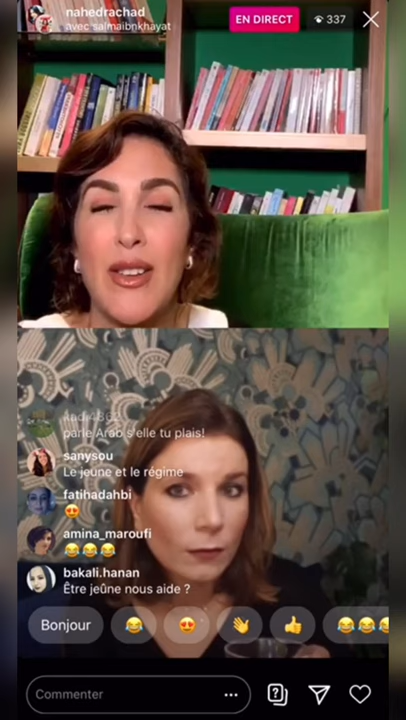 nahedrachad
avec salmaibnkhayat
EN DIRECT
337
parle Arab s'elle tu plais!
sanysou
Le jeune et le régime
fatihadahbi
😍
amina_maroufi
😂😂😂
bakali.hanan
Être jeûne nous aide ?
Bonjour 😂 😍 👋 👍 😂😂😂
Commenter